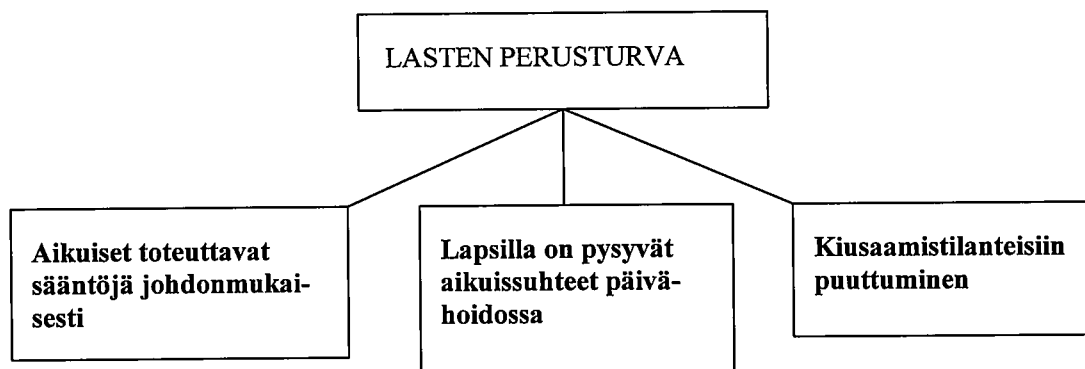 LASTEN PERUSTURVA
Aikuiset toteuttavat
sääntöjä johdonmukai-
sesti
Lapsilla on pysyvät
aikuissuhteet päivä-
hoidossa
Kiusaamistilanteisiin
puuttuminen